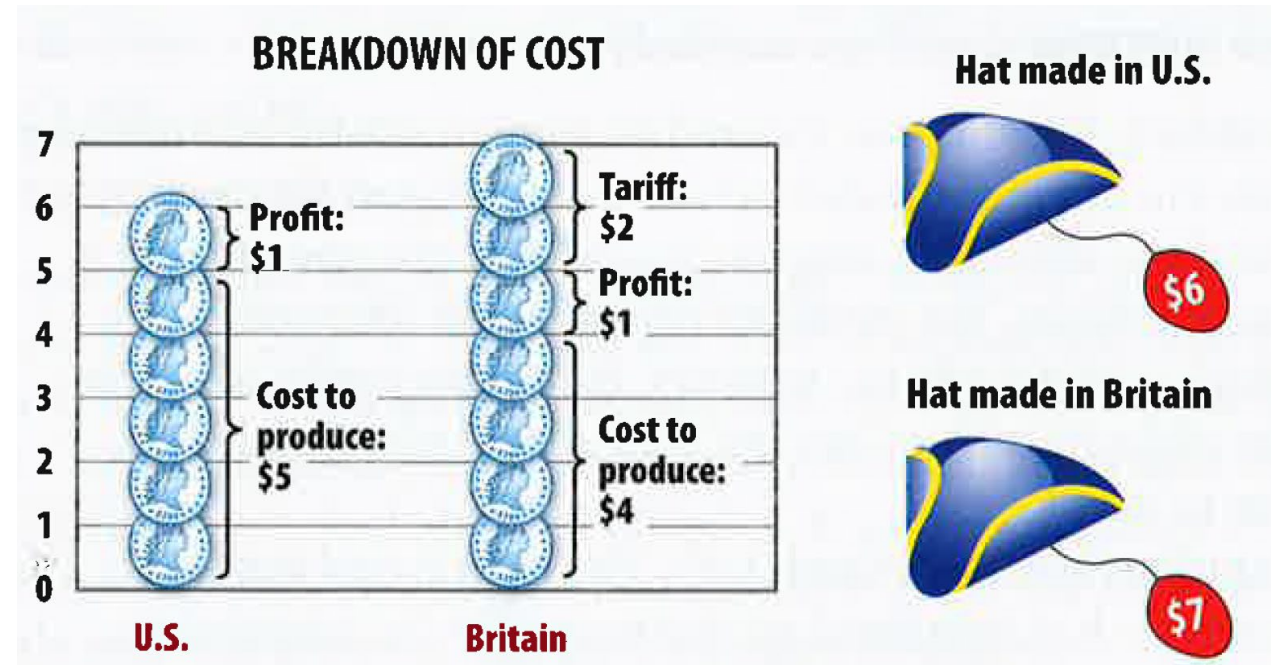 BREAKDOWN OF COST
7
6
5
4
3
2
1
0
Profit:
$1
Cost to
produce:
$5
Tariff:
$2
Profit:
$1
Cost to
produce:
$4
U.S.
Britain
Hat made in U.S.
$6
Hat made in Britain
$7